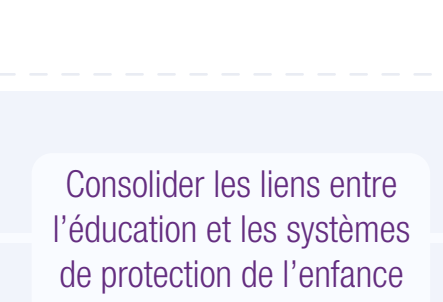 Consolider les liens entre
l’éducation et les systèmes
de protection de l’enfance